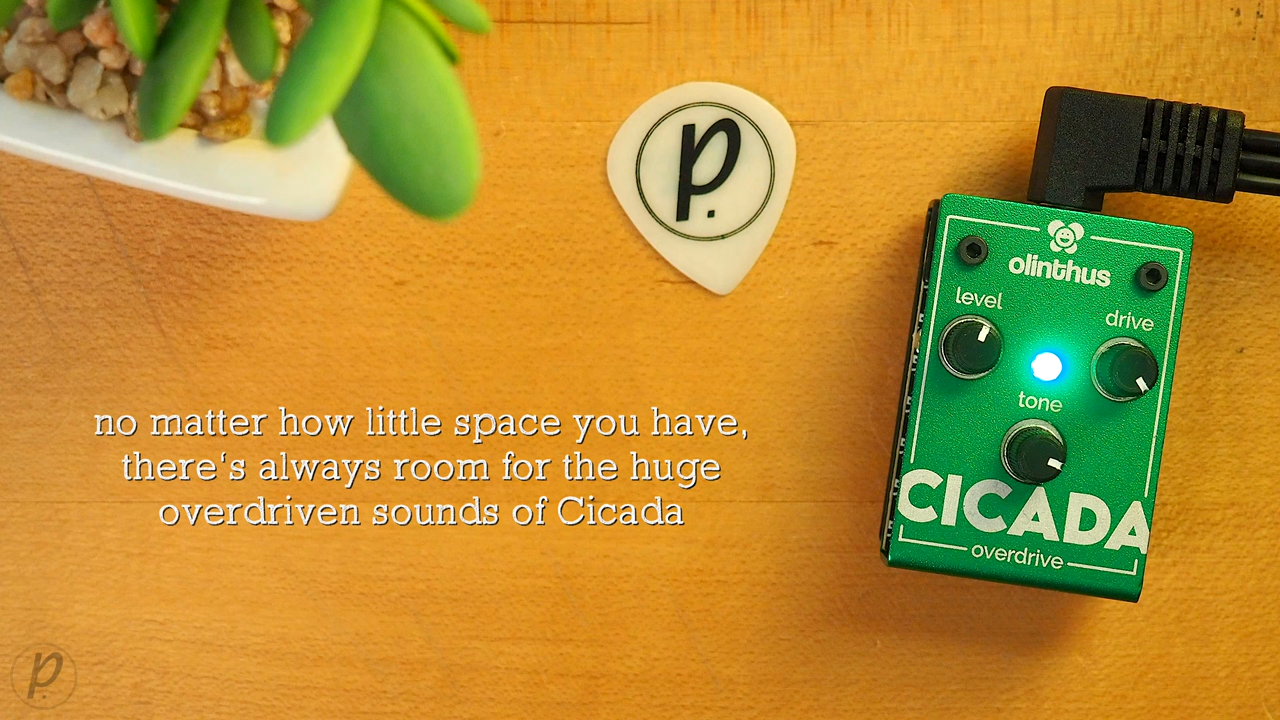 p.
olinthus
level
drive
tone
CICADA
overdrive
no matter how little space you have,
there's always room for the huge
overdriven sounds of Cicada
p.